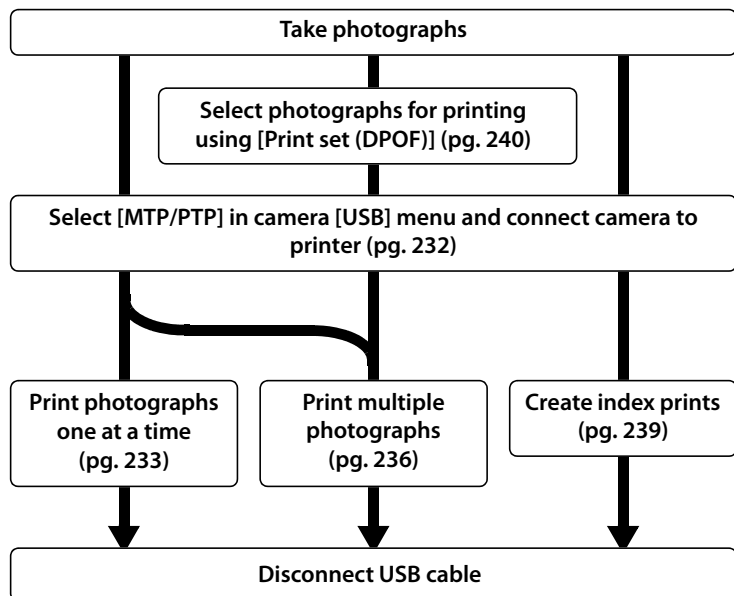 Take photographs
Select photographs for printing
using [Print set (DPOF)] (pg. 240)
Select [MTP/PTP] in camera [USB] menu and connect camera to
printer (pg. 232)
Print photographs
one at a time
(pg. 233)
Print multiple
photographs
(pg. 236)
Create index prints
(pg. 239)
Disconnect USB cable